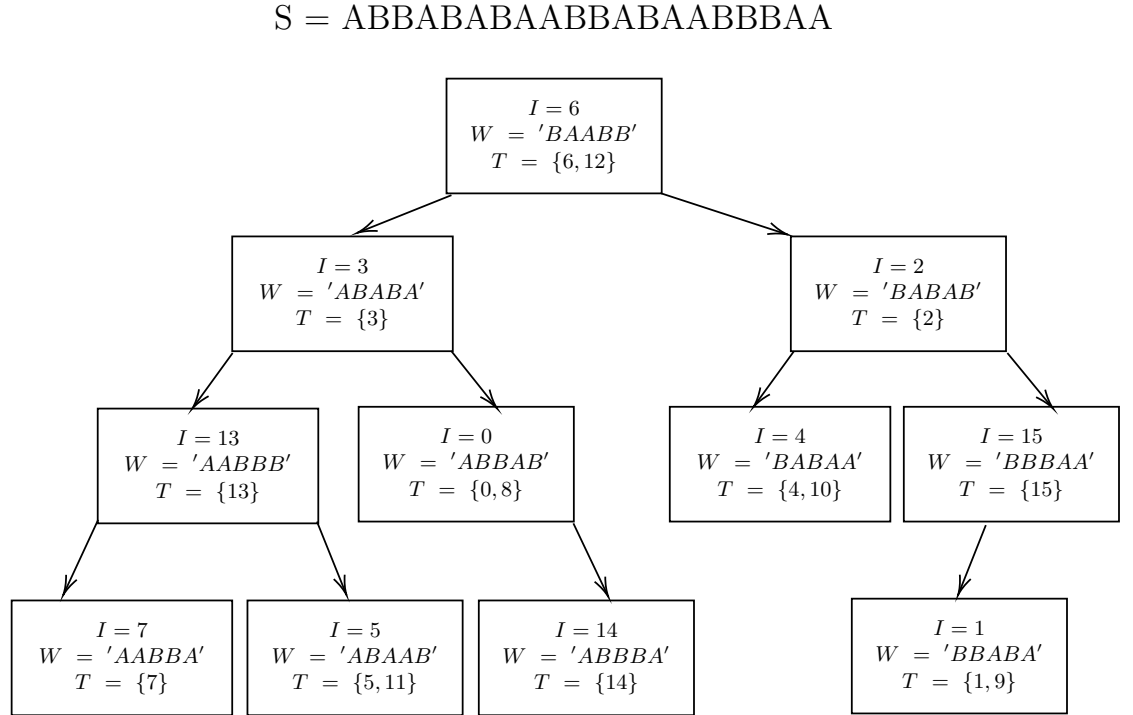 S = ABBABABAABBABAABBBAA
I = 6
W = 'BAABB'
T = {6, 12}
I = 3
W = 'ABABA'
T = {3}
I = 2
W = 'BABAB'
T = {2}
I = 13
W = 'AABBB'
T = {13}
I = 0
W = 'ABBAB'
T = {0, 8}
I = 4
W = 'BABAA'
T = {4, 10}
I = 15
W = 'BBBAA'
T = {15}
I = 7
W = 'AABBA'
T = {7}
I = 5
W = 'ABAAB'
T = {5, 11}
I = 14
W = 'ABBBA'
T = {14}
I = 1
W = 'BBABA'
T = {1, 9}